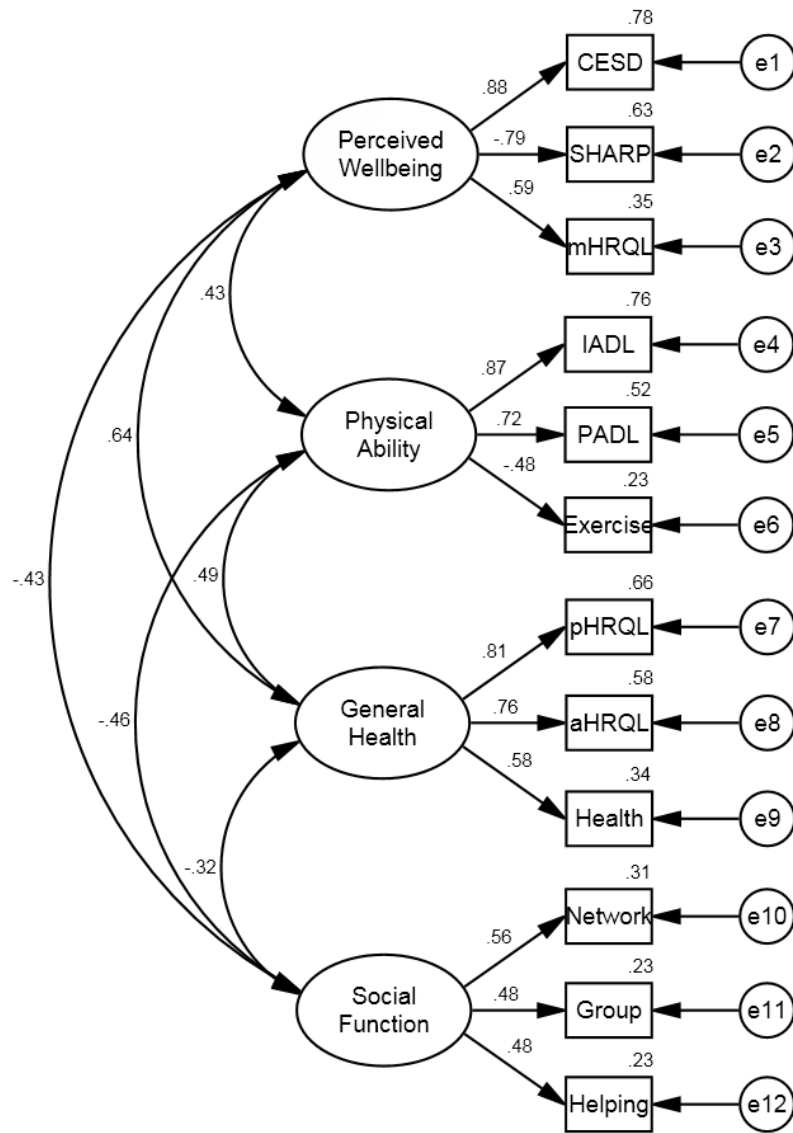 .78
CESD
e1
.88
.63
Perceived
Wellbeing
-.79
SHARP
e2
.59
.35
mHRQL
e3
.43
.76
IADL
e4
.87
.52
Physical
Ability
.72
PADL
e5
.64
-.48
.23
Exercise
e6
-.43
.49
.66
pHRQL
e7
.81
.58
General
Health
.76
aHRQL
e8
-.46
.58
.34
Health
e9
-.32
.31
Network
e10
.56
.23
Social
Function
.48
Group
e11
.48
.23
Helping
e12